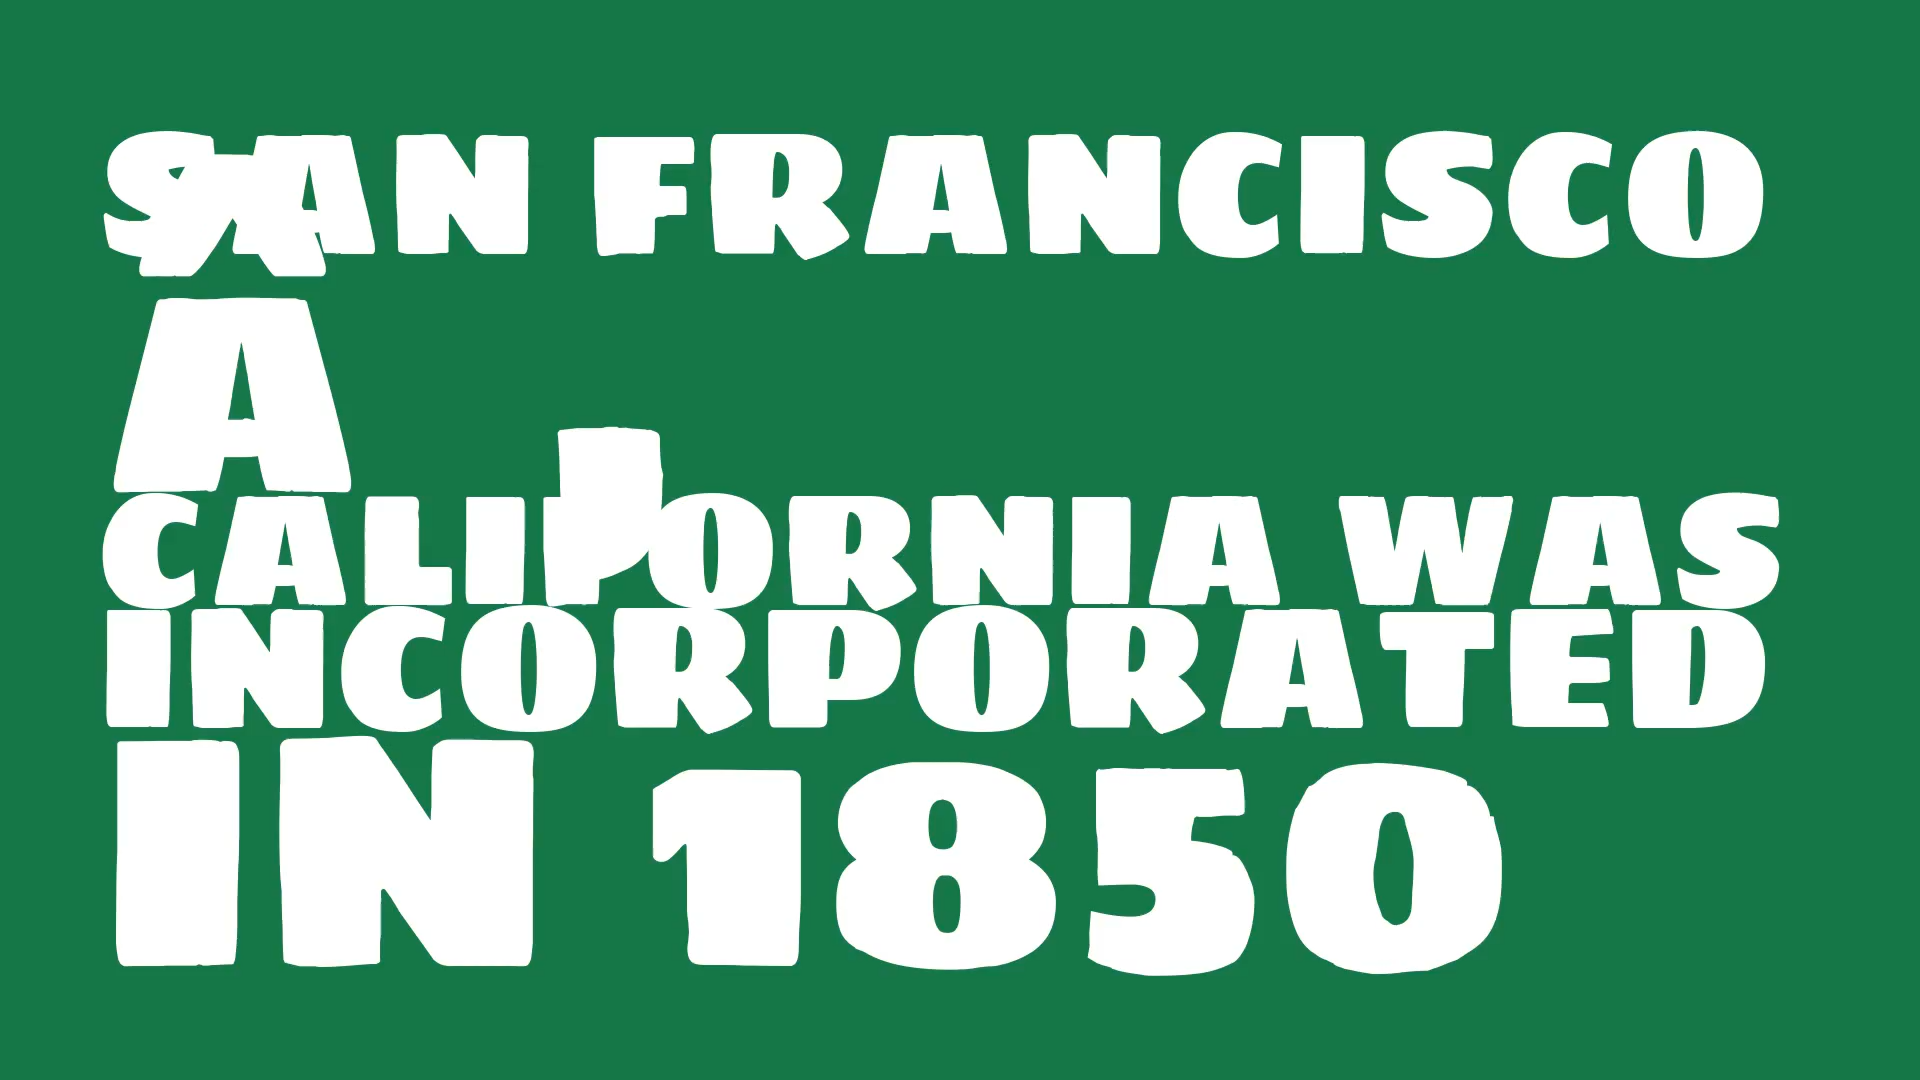 SAN FRANCISCO
A
CALIFORNIA WAS
INCORPORATED
IN 1850